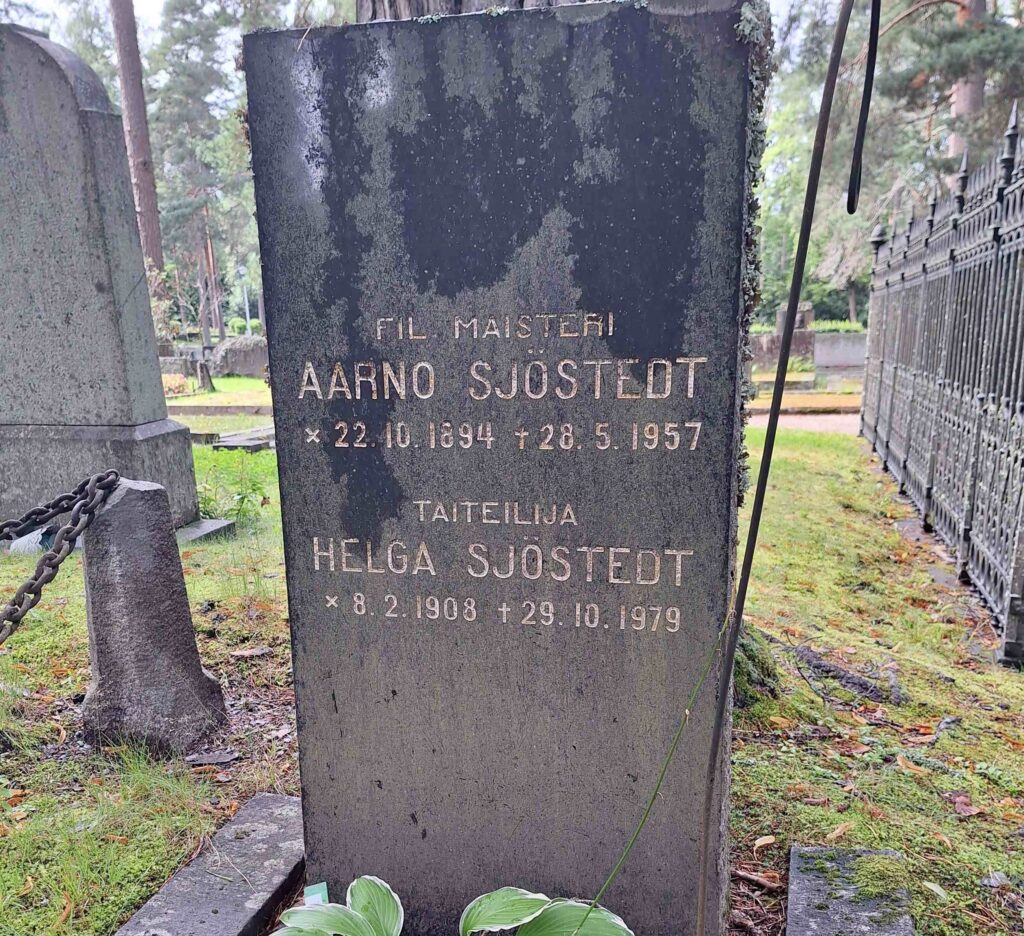 FIL. MAISTERI
AARNO SJÖSTEDT
× 22.10.1894 † 28.5.1957
TAITEILIJA
HELGA SJÖSTEDT
× 8.2.1908 † 29.10.1979